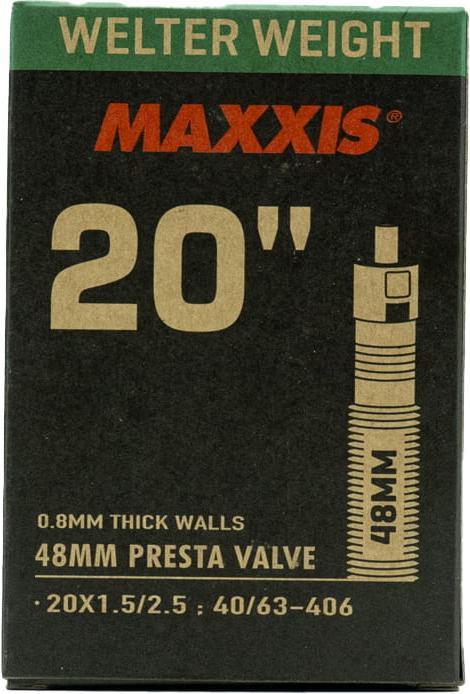 WELTER WEIGHT
MAXXIS®
20"
48MM
0.8MM THICK WALLS
48MM PRESTA VALVE
· 20X1.5/2.5 ; 40/63-406